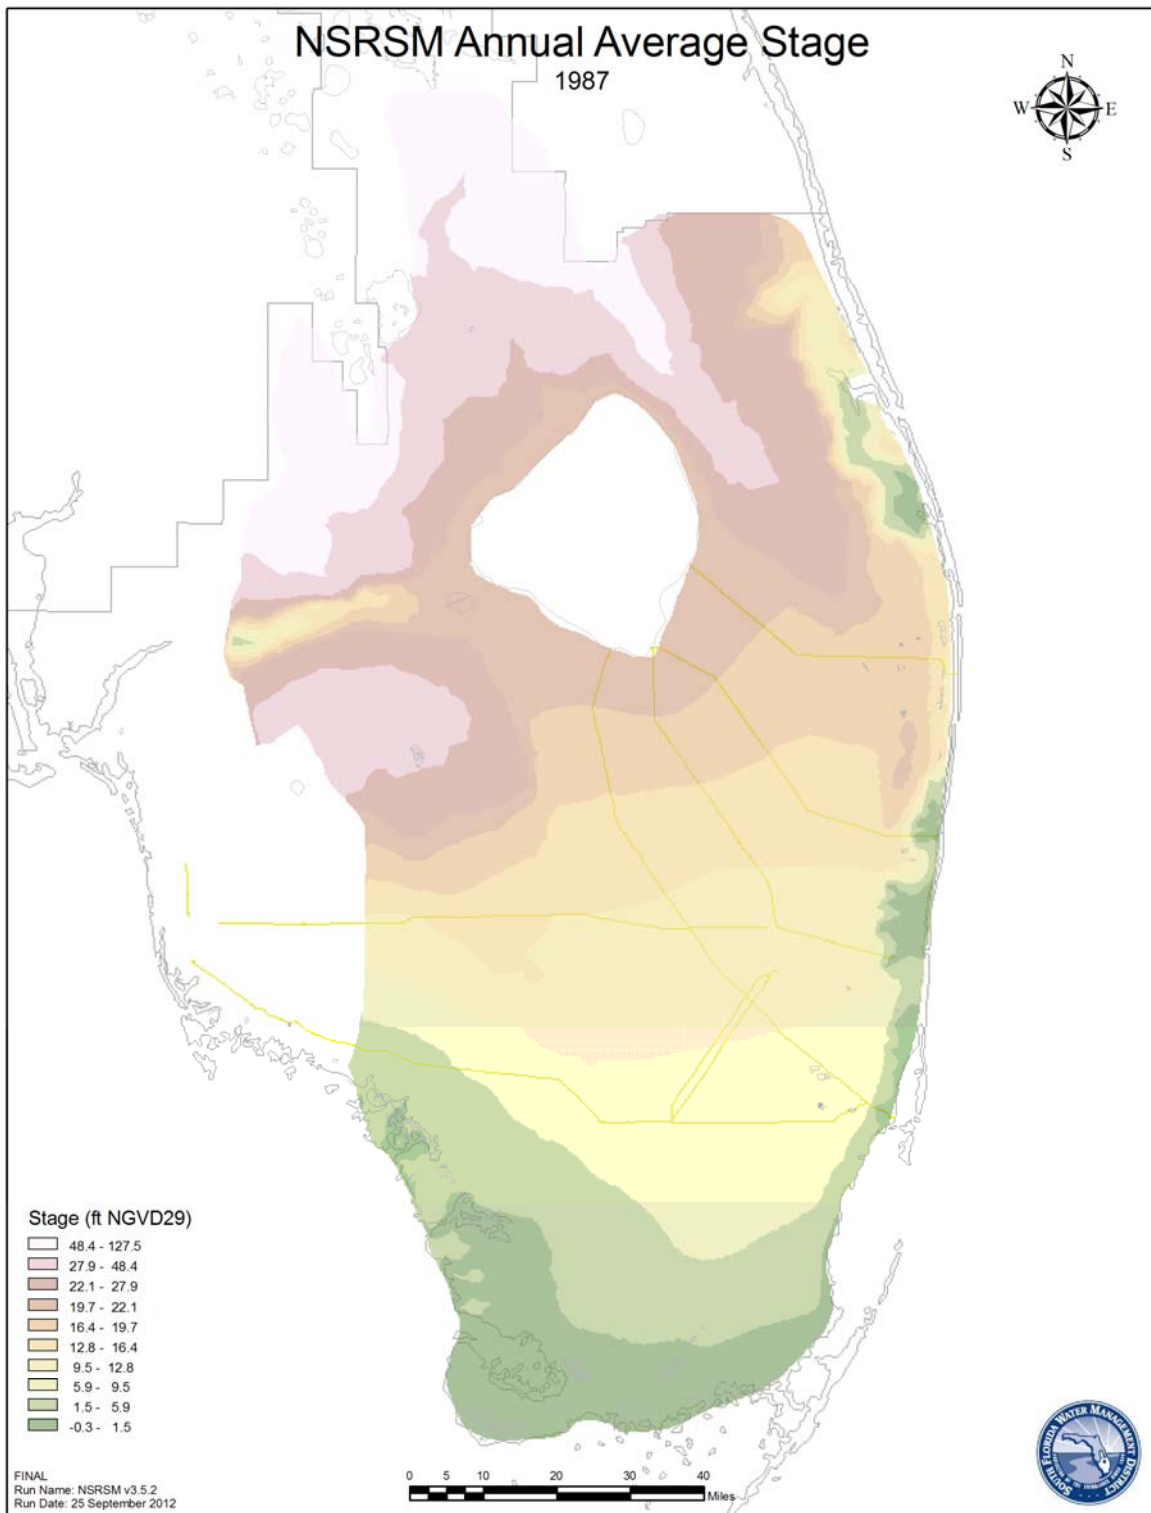 NSRSM Annual Average Stage
1987
N
W E
S
Stage (ft NGVD29)
48.4 - 127.5
27.9 - 48.4
22.1 - 27.9
19.7 - 22.1
16.4 - 19.7
12.8 - 16.4
9.5 - 12.8
5.9 - 9.5
1.5 - 5.9
-0.3 - 1.5
FINAL
Run Name: NSRSM v3.5.2
Run Date: 25 September 2012
0 5 10 20 30 40
Miles
SOUTH FLORIDA WATER MANAGEMENT DISTRICT